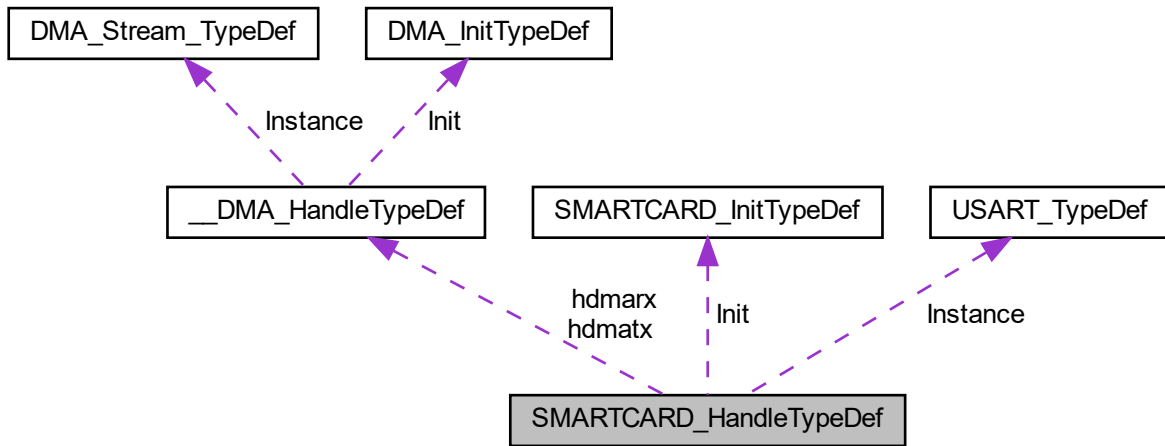 DMA_Stream_TypeDef
DMA_InitTypeDef
Instance
Init
__DMA_HandleTypeDef
SMARTCARD_InitTypeDef
USART_TypeDef
hdmarx
hdmatx
Init
Instance
SMARTCARD_HandleTypeDef